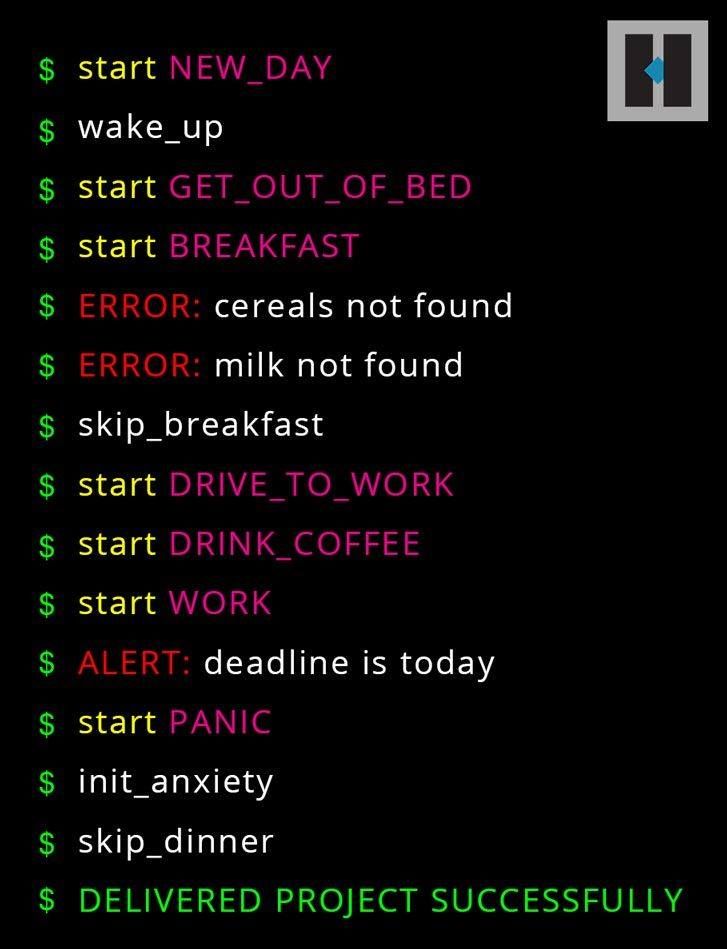 $ start NEW_DAY
$ wake_up
$ start GET_OUT_OF_BED
$ start BREAKFAST
$ ERROR: cereals not found
$ ERROR: milk not found
$ skip_breakfast
$ start DRIVE_TO_WORK
$ start DRINK_COFFEE
$ start WORK
$ ALERT: deadline is today
$ start PANIC
$ init_anxiety
$ skip_dinner
$ DELIVERED PROJECT SUCCESSFULLY